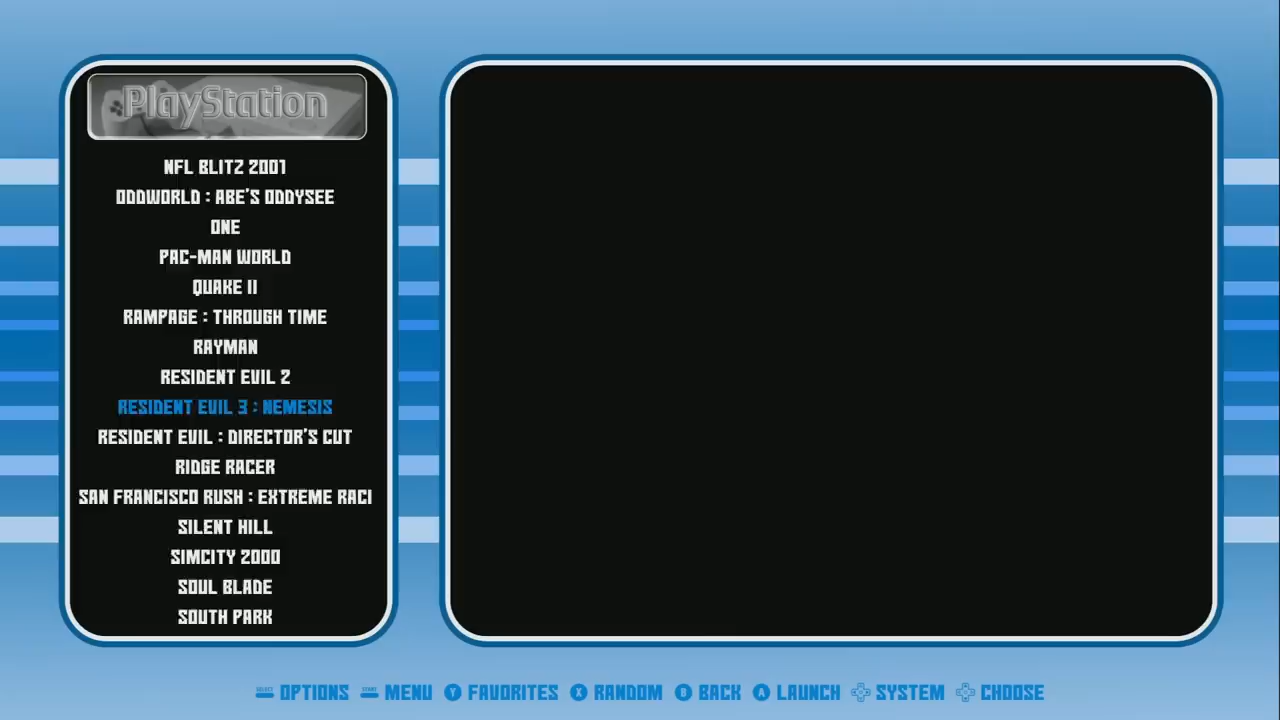 PlayStation
NFL BLITZ 2001
ODDWORLD : ABE'S ODDYSEE
ONE
PAC-MAN WORLD
QUAKE II
RAMPAGE : THROUGH TIME
RAYMAN
RESIDENT EVIL 2
RESIDENT EVIL 3 : NEMESIS
RESIDENT EVIL : DIRECTOR'S CUT
RIDGE RACER
SAN FRANCISCO RUSH : EXTREME RACI
SILENT HILL
SIMCITY 2000
SOUL BLADE
SOUTH PARK
SELECT OPTIONS START MENU Y FAVORITES X RANDOM B BACK A LAUNCH SYSTEM CHOOSE